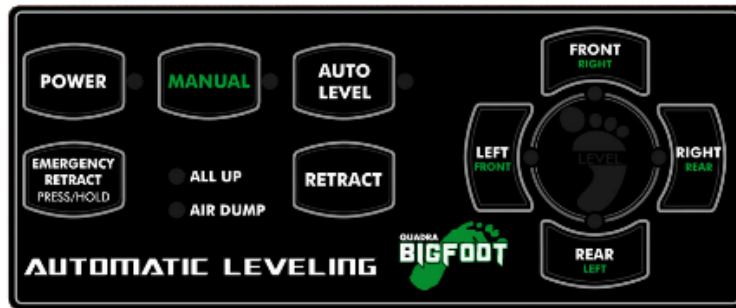 POWER
MANUAL
AUTO
LEVEL
EMERGENCY
RETRACT
PRESS/HOLD
ALL UP
AIR DUMP
RETRACT
AUTOMATIC LEVELING
QUADRA
BIGFOOT
FRONT
RIGHT
LEFT
FRONT
LEVEL
RIGHT
REAR
REAR
LEFT